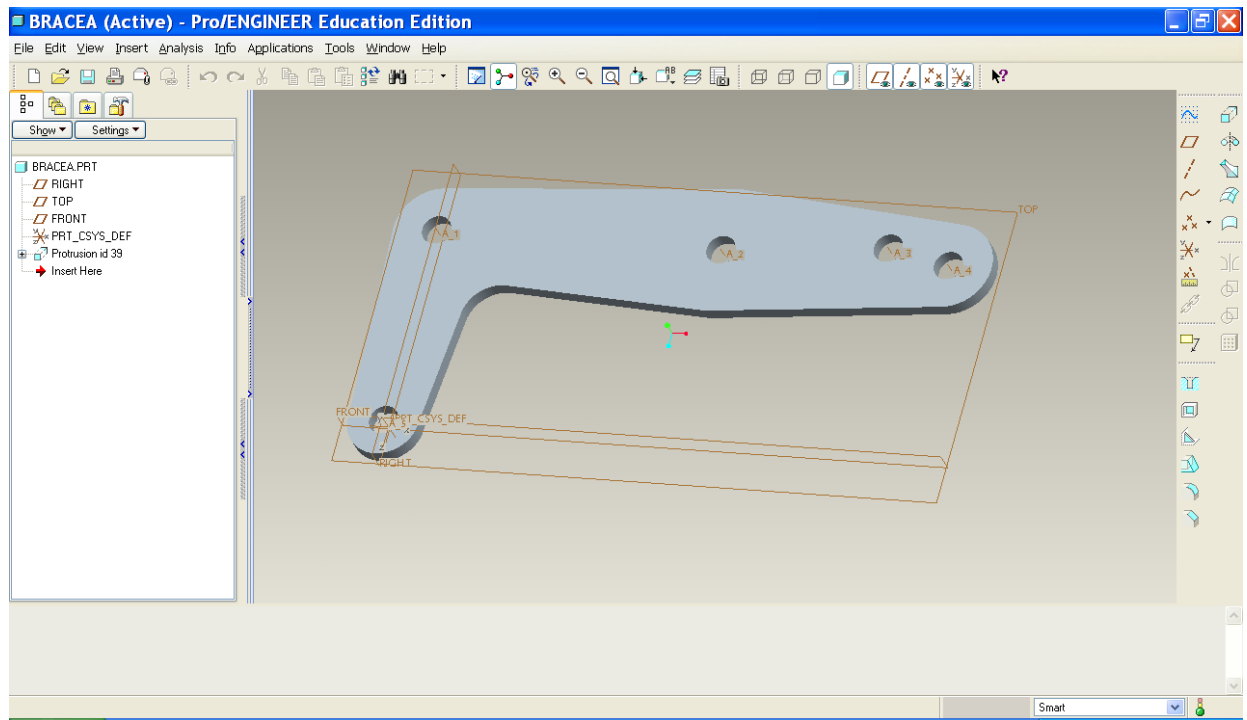 BRACEA (Active) - Pro/ENGINEER Education Edition
File Edit View Insert Analysis Info Applications Tools Window Help
Show Settings
BRACEA.PRT
RIGHT
TOP
FRONT
PRT_CSYS_DEF
Protrusion id 39
Insert Here
TOP
A_1
A_2
A_3
A_4
FRONT
PRT_CSYS_DEF
A_5
RIGHT
Smart